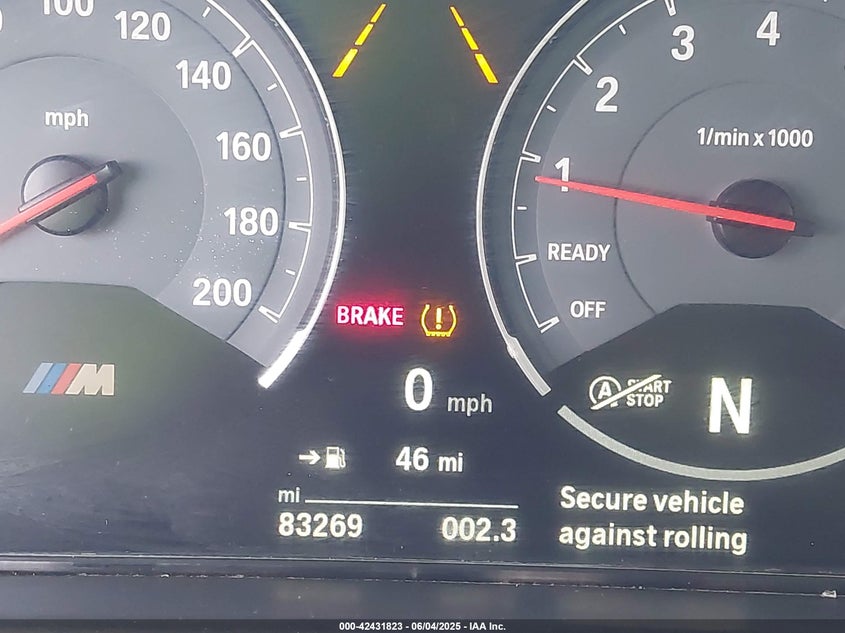 100
120
140
160
180
200
mph
1
2
3
4
1/min x 1000
READY
OFF
BRAKE
M
0 mph
A START STOP
N
46 mi
mi
83269 002.3
Secure vehicle
against rolling
000-42431823 - 06/04/2025 - IAA Inc.